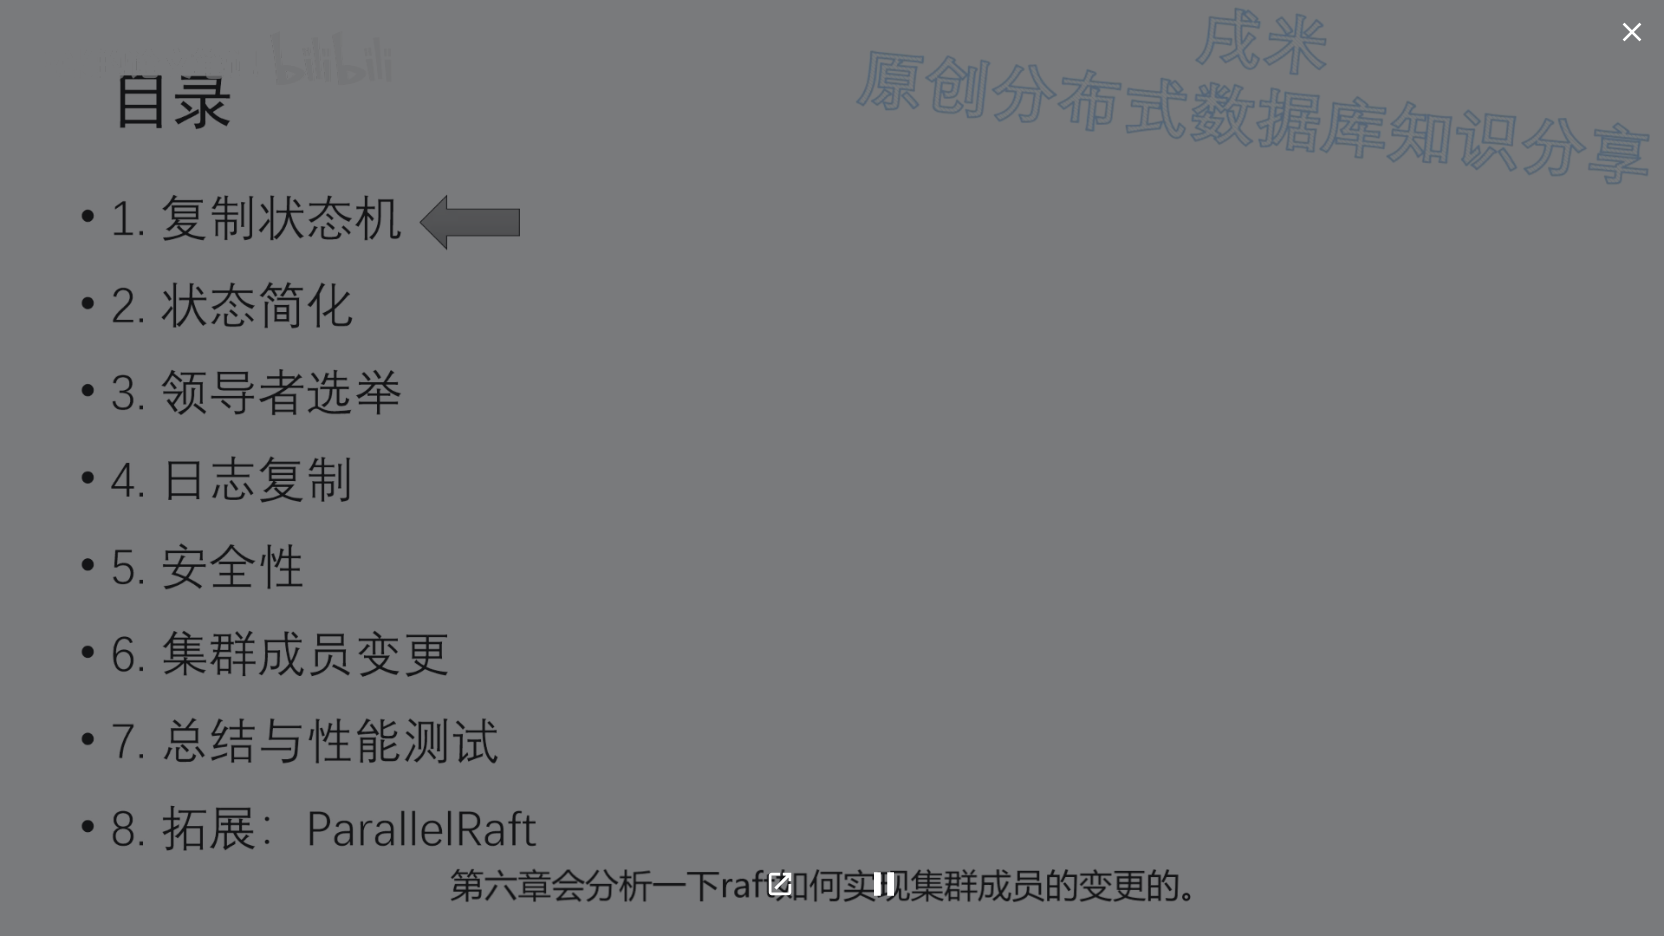 戌米
bilibili
原创分布式数据库知识分享
目录
• 1. 复制状态机
• 2. 状态简化
• 3. 领导者选举
• 4. 日志复制
• 5. 安全性
• 6. 集群成员变更
• 7. 总结与性能测试
• 8. 拓展：ParallelRaft
第六章会分析一下raft如何实现集群成员的变更的。